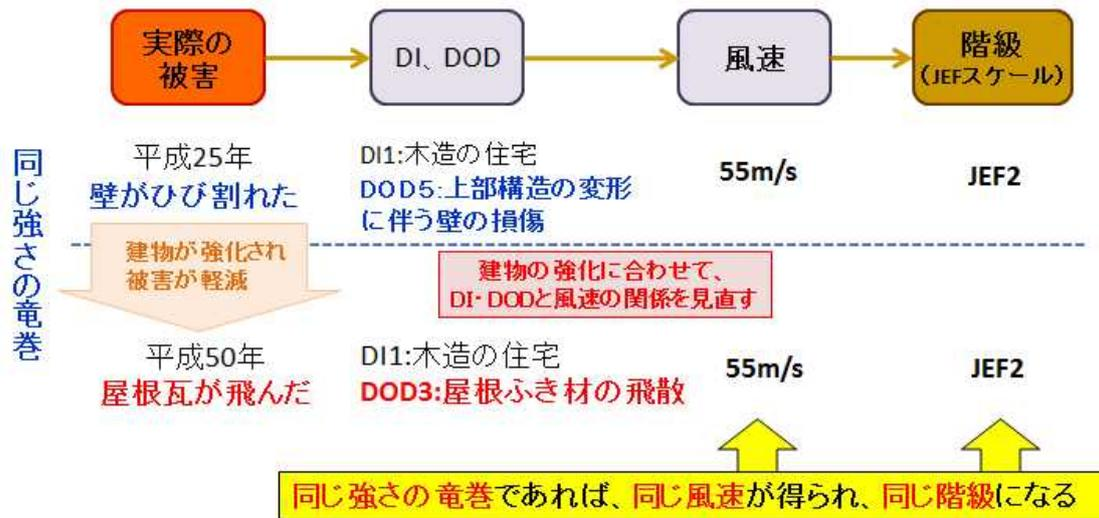 実際の
被害
DI、DOD
風速
階級
(JEFスケール)
同じ強さの竜巻
平成25年
壁がひび割れた
DI1:木造の住宅
DOD5:上部構造の変形
に伴う壁の損傷
55m/s
JEF2
建物が強化され
被害が軽減
建物の強化に合わせて、
DI・DODと風速の関係を見直す
平成50年
屋根瓦が飛んだ
DI1:木造の住宅
DOD3:屋根ふき材の飛散
55m/s
JEF2
同じ強さの竜巻であれば、同じ風速が得られ、同じ階級になる